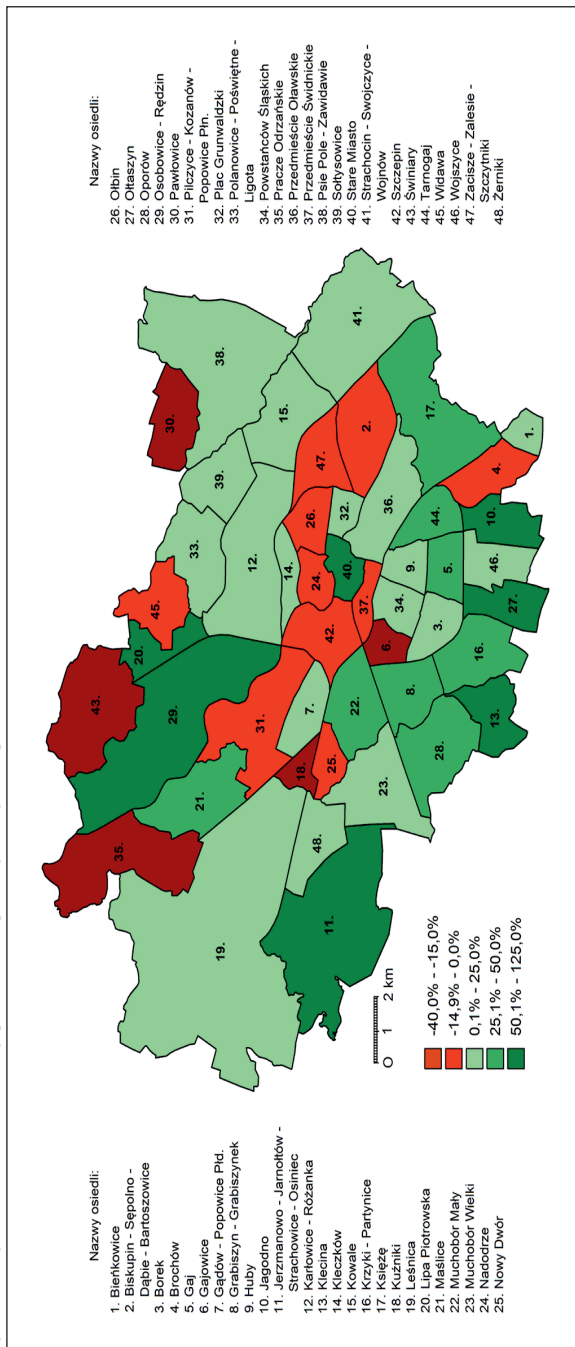 Nazwy osiedli:
1. Bieńkowice
2. Biskupin - Sępolno -
Dąbie - Bartoszowice
3. Borek
4. Brochów
5. Gaj
6. Gajowice
7. Gądów - Popowice Płd.
8. Grabiszyn - Grabiszynek
9. Huby
10. Jagodno
11. Jerzmanowo - Jarnołtów -
Strachowice - Osiniec
12. Karłowice - Różanka
13. Klecina
14. Kleczków
15. Kowale
16. Krzyki - Partynice
17. Księże
18. Kuźniki
19. Leśnica
20. Lipa Piotrowska
21. Maślice
22. Muchobór Mały
23. Muchobór Wielki
24. Nadodrze
25. Nowy Dwór
43.
30.
35.
20.
45.
33.
39.
38.
29.
21.
12.
15.
19.
31.
14.
26.
47.
41.
24.
42.
7.
18.
40.
32.
2.
25.
48.
22.
37.
36.
11.
23.
6.
34.
9.
44.
17.
8.
3.
5.
28.
16.
46.
10.
4.
1.
13.
27.
0 1 2 km
-40,0% - -15,0%
-14,9% - 0,0%
0,1% - 25,0%
25,1% - 50,0%
50,1% - 125,0%
Nazwy osiedli:
26. Ołbin
27. Ołtaszyn
28. Oporów
29. Osobowice - Rędzin
30. Pawłowice
31. Pilczyce - Kozanów -
Popowice Płn.
32. Plac Grunwaldzki
33. Polanowice - Poświętne -
Ligota
34. Powstańców Śląskich
35. Pracze Odrzańskie
36. Przedmieście Oławskie
37. Przedmieście Świdnickie
38. Psie Pole - Zawidawie
39. Sołtysowice
40. Stare Miasto
41. Strachocin - Swojczyce -
Wojnów
42. Szczepin
43. Świniary
44. Tarnogaj
45. Widawa
46. Wojszyce
47. Zacisze - Zalesie -
Szczytniki
48. Żerniki